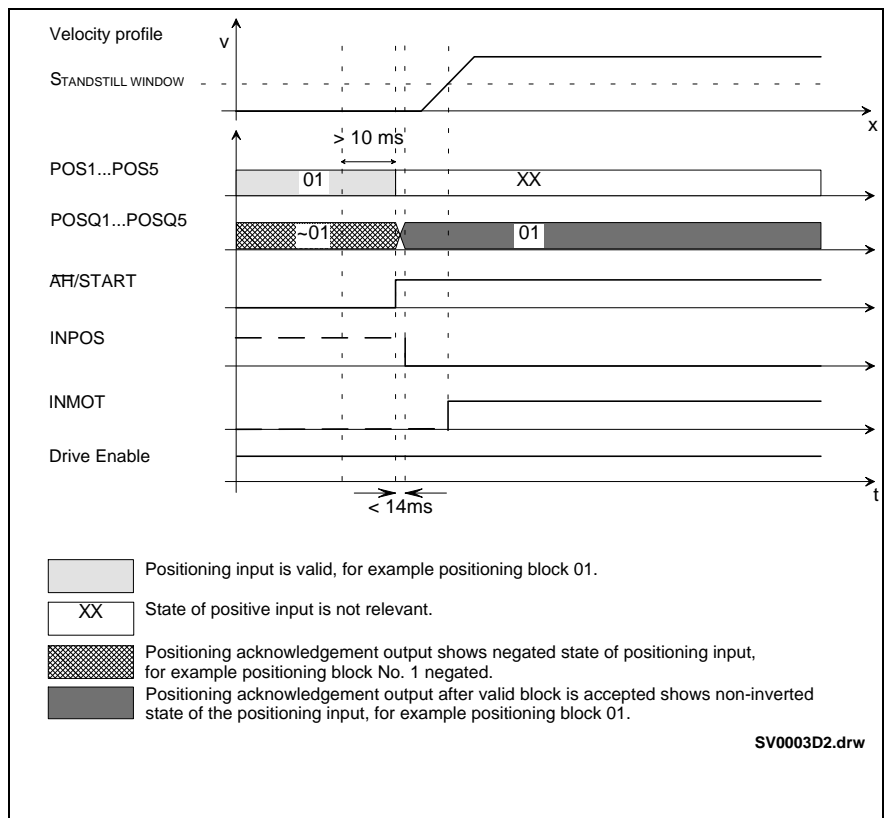 Velocity profile
v
STANDSTILL WINDOW
x
> 10 ms
POS1...POS5
01
XX
POSQ1...POSQ5
~01
01
A̅H̅/START
INPOS
INMOT
Drive Enable
t
< 14ms
Positioning input is valid, for example positioning block 01.
XX
State of positive input is not relevant.
Positioning acknowledgement output shows negated state of positioning input,
for example positioning block No. 1 negated.
Positioning acknowledgement output after valid block is accepted shows non-inverted
state of the positioning input, for example positioning block 01.
SV0003D2.drw